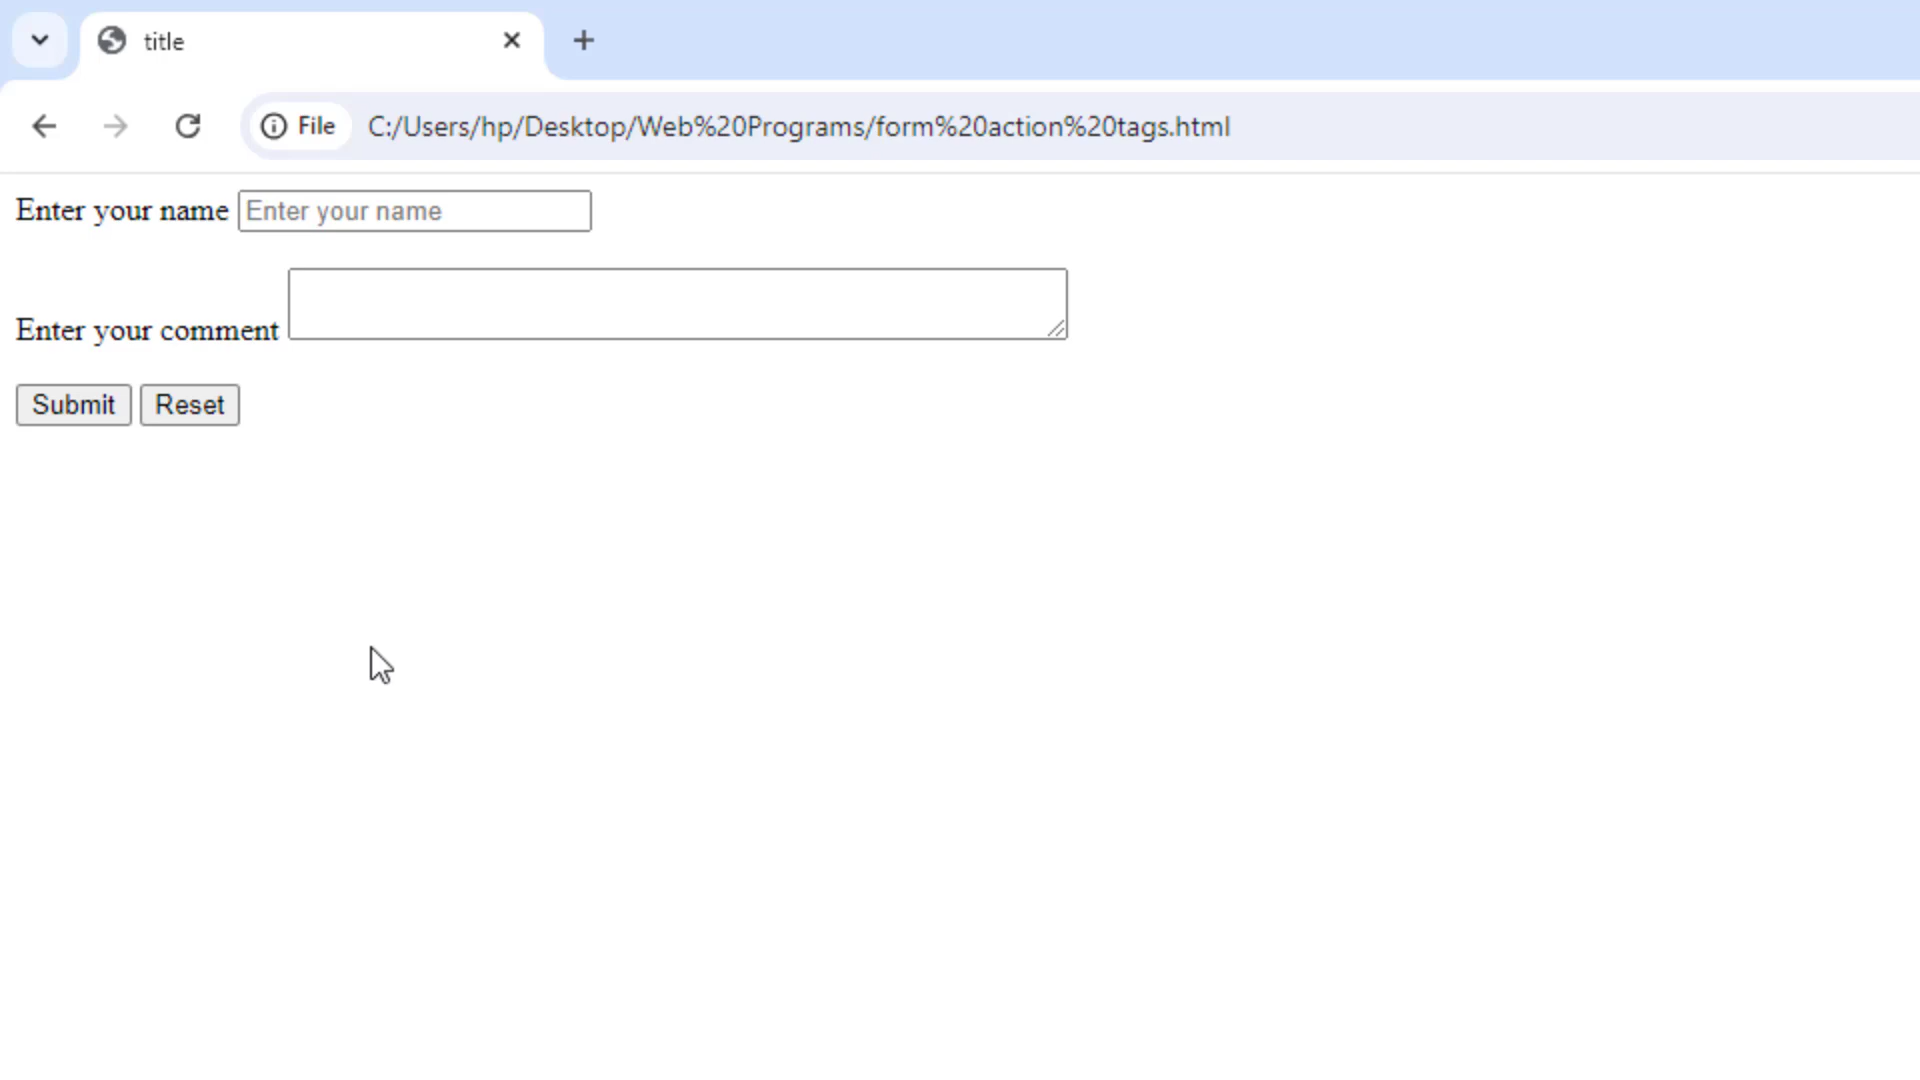 title
File C:/Users/hp/Desktop/Web%20Programs/form%20action%20tags.html
Enter your name Enter your name
Enter your comment
Submit Reset